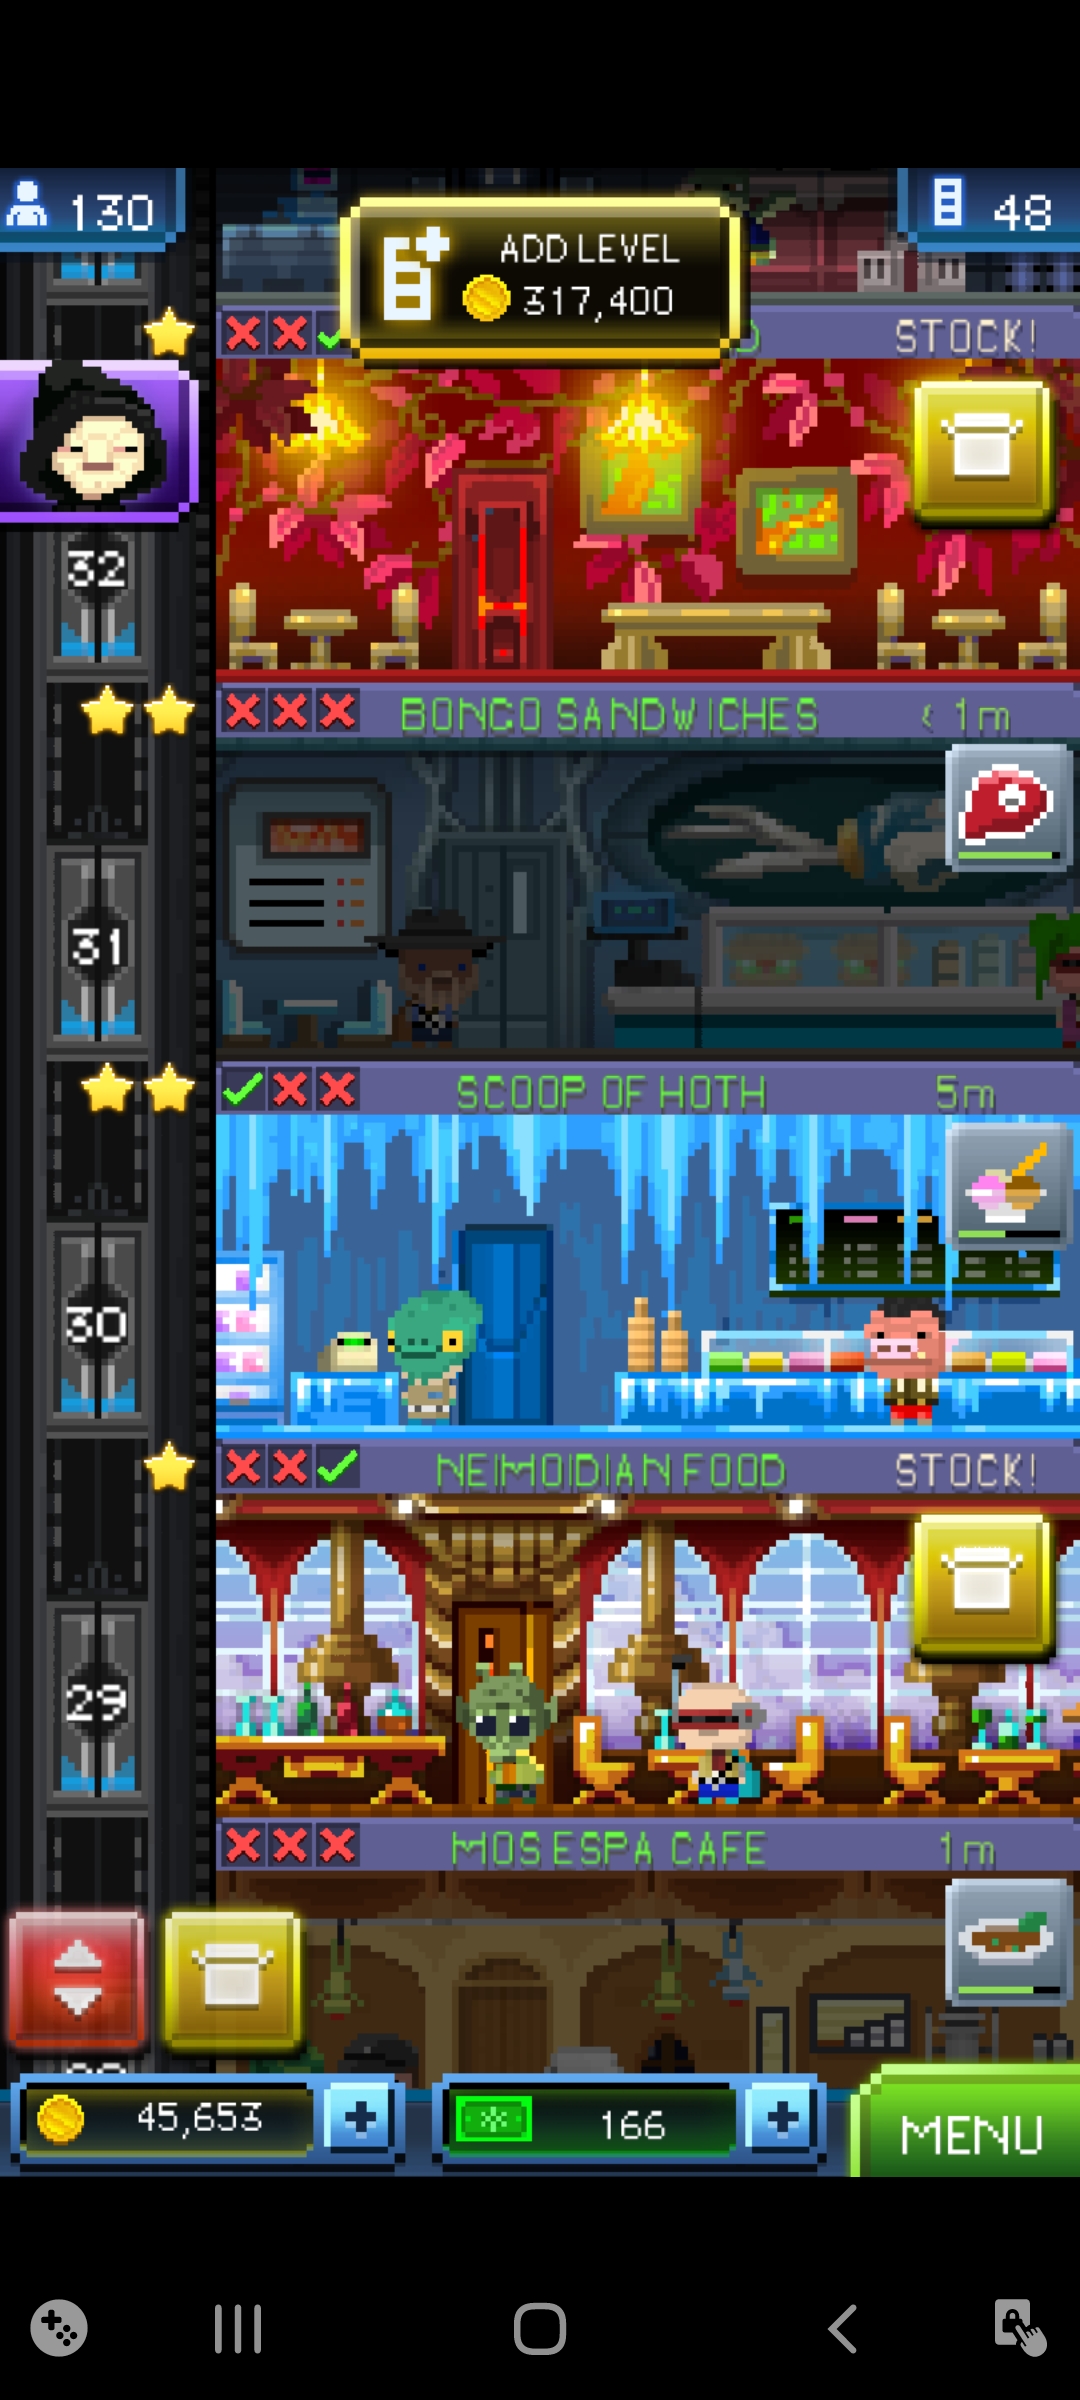 130
48
ADD LEVEL
317,400
STOCK!
32
BONGO SANDWICHES < 1m
31
SCOOP OF HOTH 5m
30
NEIMOIDIAN FOOD STOCK!
29
MOS ESPA CAFE 1m
45,653
166
MENU